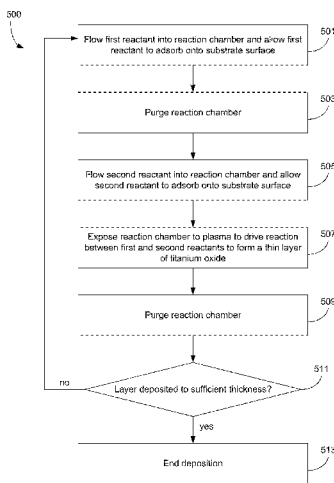 500
501
Flow first reactant into reaction chamber and allow first
reactant to adsorb onto substrate surface
503
Purge reaction chamber
505
Flow second reactant into reaction chamber and allow
second reactant to adsorb onto substrate surface
507
Expose reaction chamber to plasma to drive reaction
between first and second reactants to form a thin layer
of titanium oxide
509
Purge reaction chamber
511
no
Layer deposited to sufficient thickness?
yes
513
End deposition